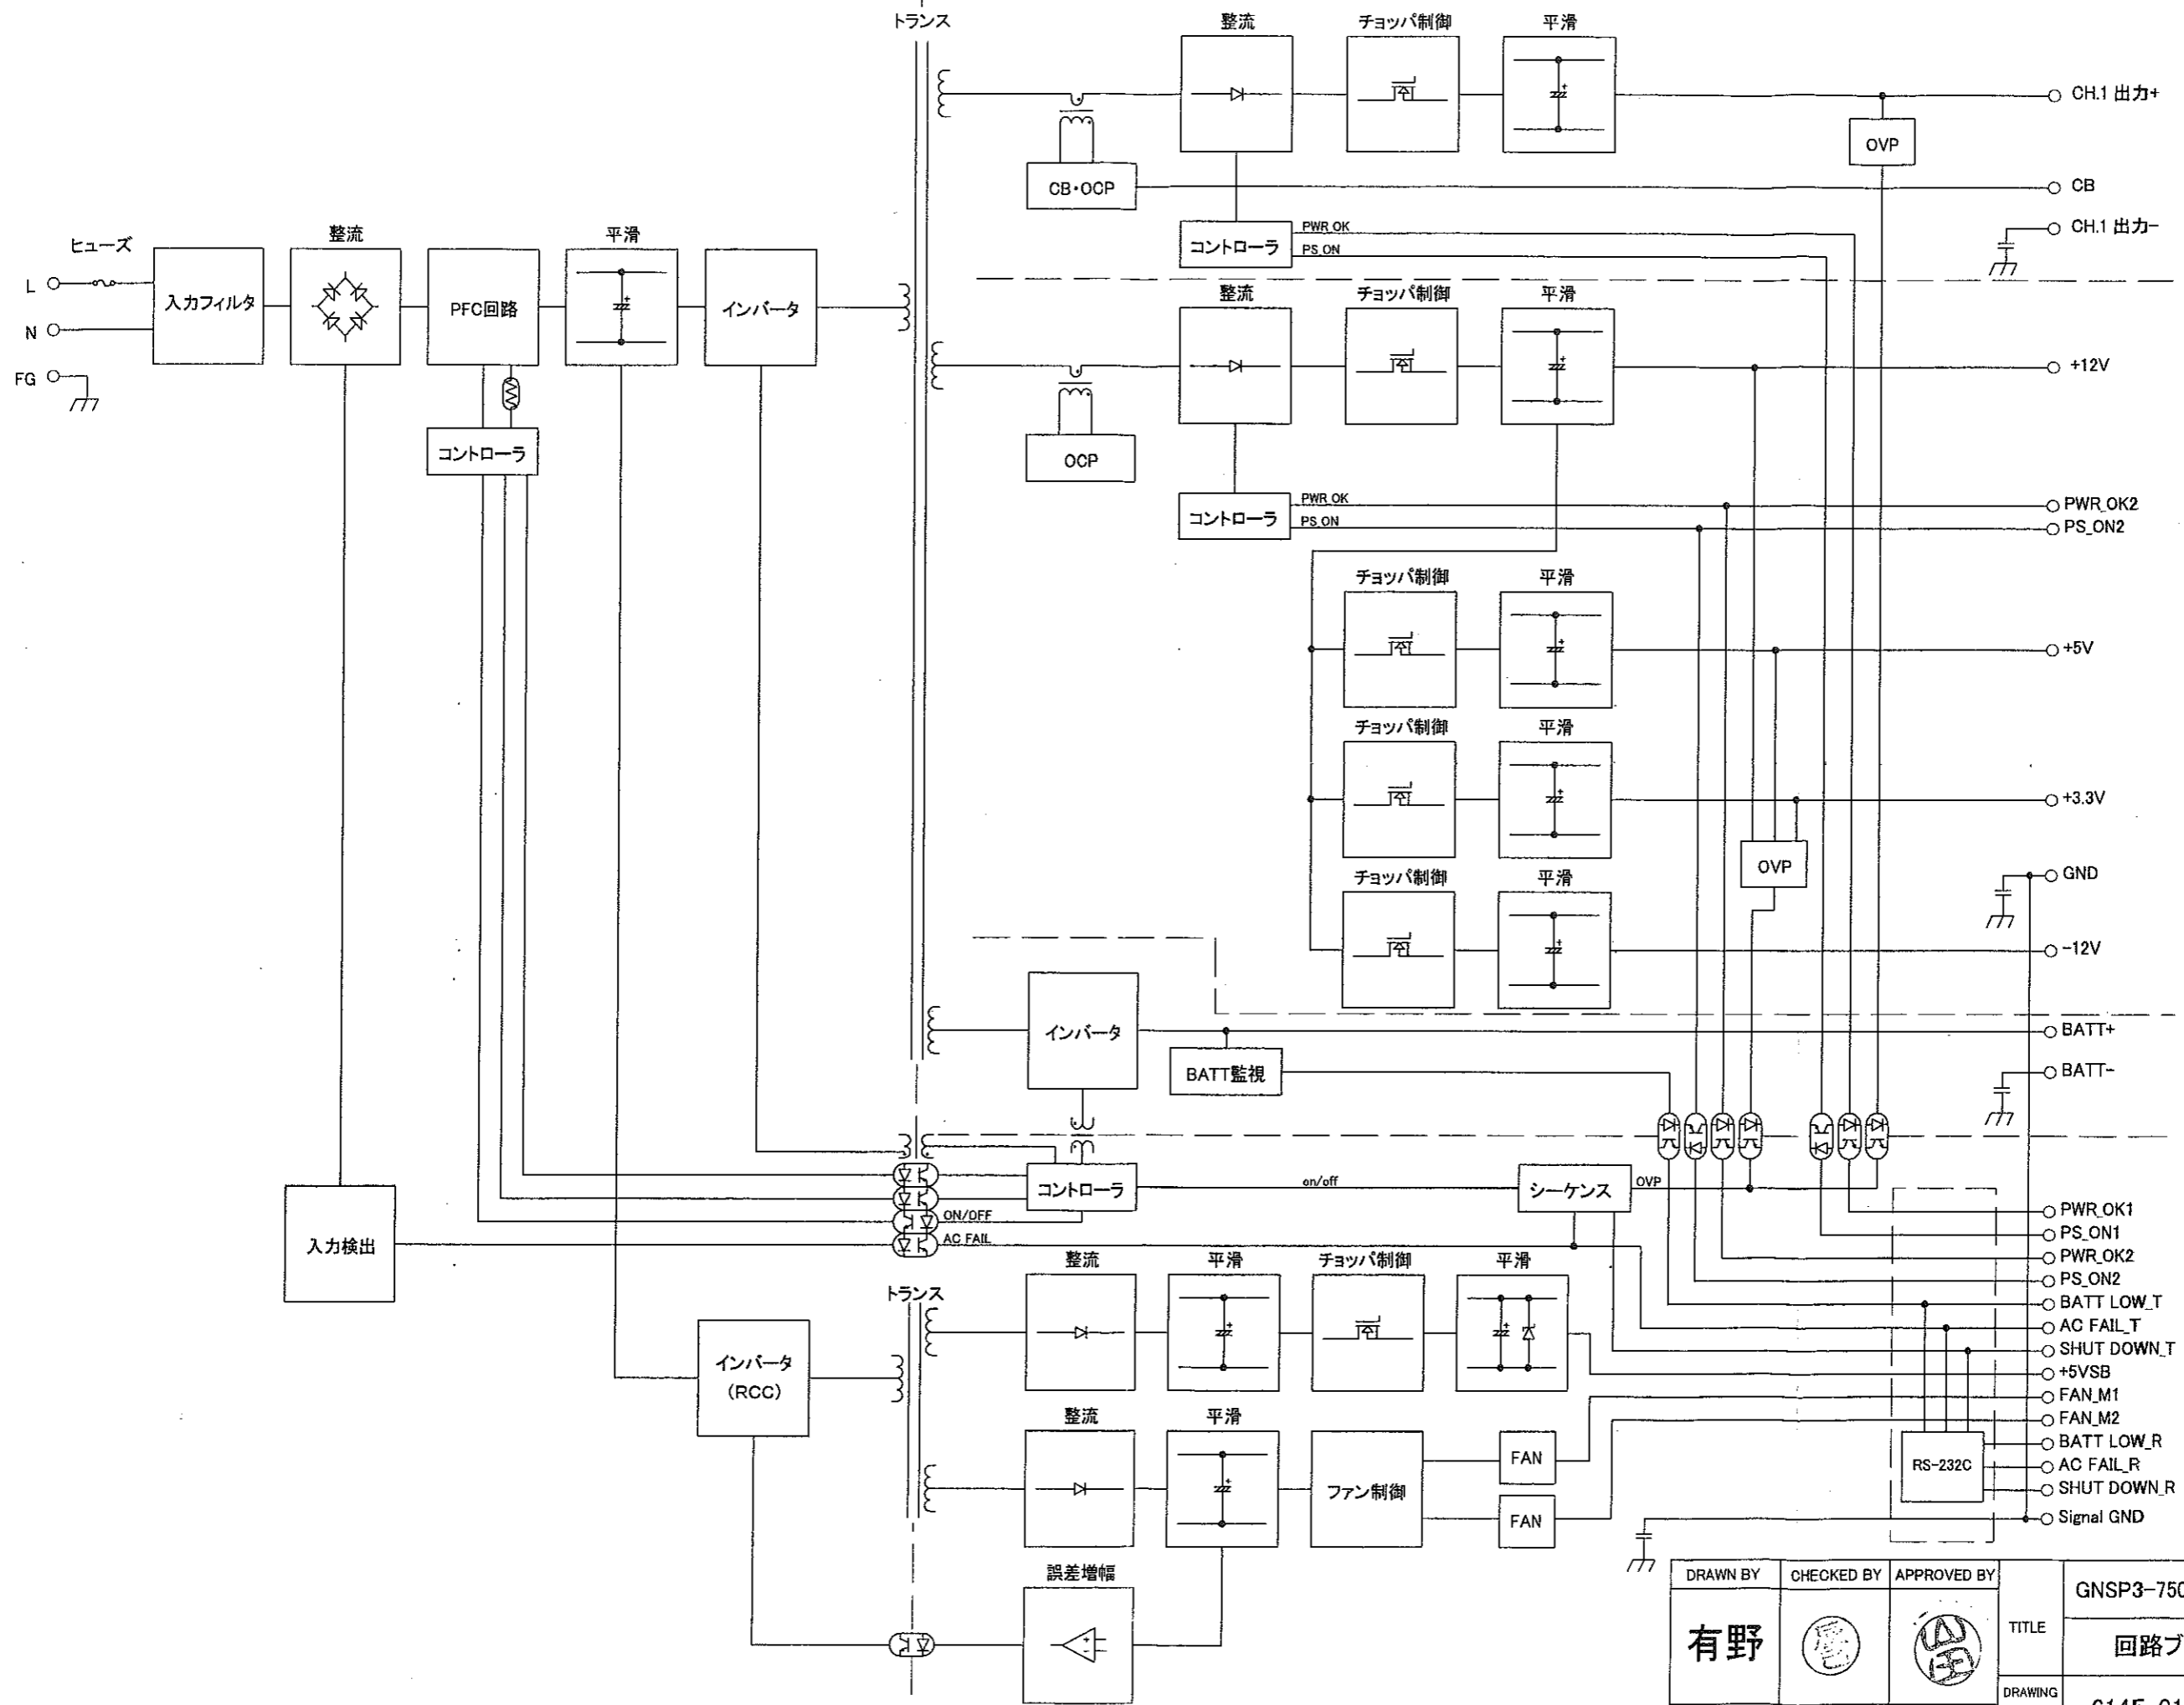 トランス
整流
チョッパ制御
平滑
CH.1 出力+
OVP
CB・OCP
CB
CH.1 出力-
コントローラ
PWR OK
PS_ON
ヒューズ
L
N
FG
入力フィルタ
整流
PFC回路
平滑
インバータ
コントローラ
整流
チョッパ制御
平滑
+12V
OCP
コントローラ
PWR OK
PS_ON
PWR_OK2
PS_ON2
チョッパ制御
平滑
+5V
チョッパ制御
平滑
+3.3V
OVP
GND
チョッパ制御
平滑
-12V
インバータ
BATT+
BATT監視
BATT-
コントローラ
on/off
シーケンス
OVP
ON/OFF
AC FAIL
入力検出
PWR_OK1
PS_ON1
PWR_OK2
PS_ON2
BATT LOW_T
AC FAIL_T
SHUT DOWN_T
+5VSB
FAN_M1
FAN_M2
BATT LOW_R
AC FAIL_R
SHUT DOWN_R
Signal GND
RS-232C
トランス
インバータ
(RCC)
整流
平滑
チョッパ制御
平滑
整流
平滑
ファン制御
FAN
FAN
誤差増幅
DRAWN BY
CHECKED BY
APPROVED BY
有野
TITLE
GNSP3-750
回路ブ
DRAWING